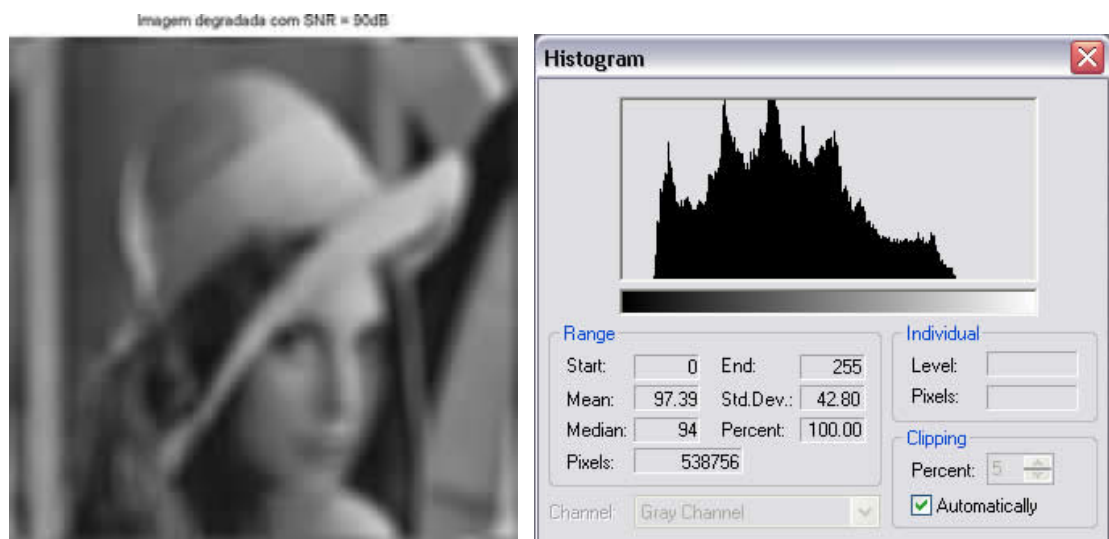 Imagem degradada com SNR = 90dB
Histogram
Range
Start: 0 End: 255
Mean: 97.39 Std.Dev.: 42.80
Median: 94 Percent: 100.00
Pixels: 538756
Individual
Level:
Pixels:
Clipping
Percent: 5
Automatically
Channel: Gray Channel